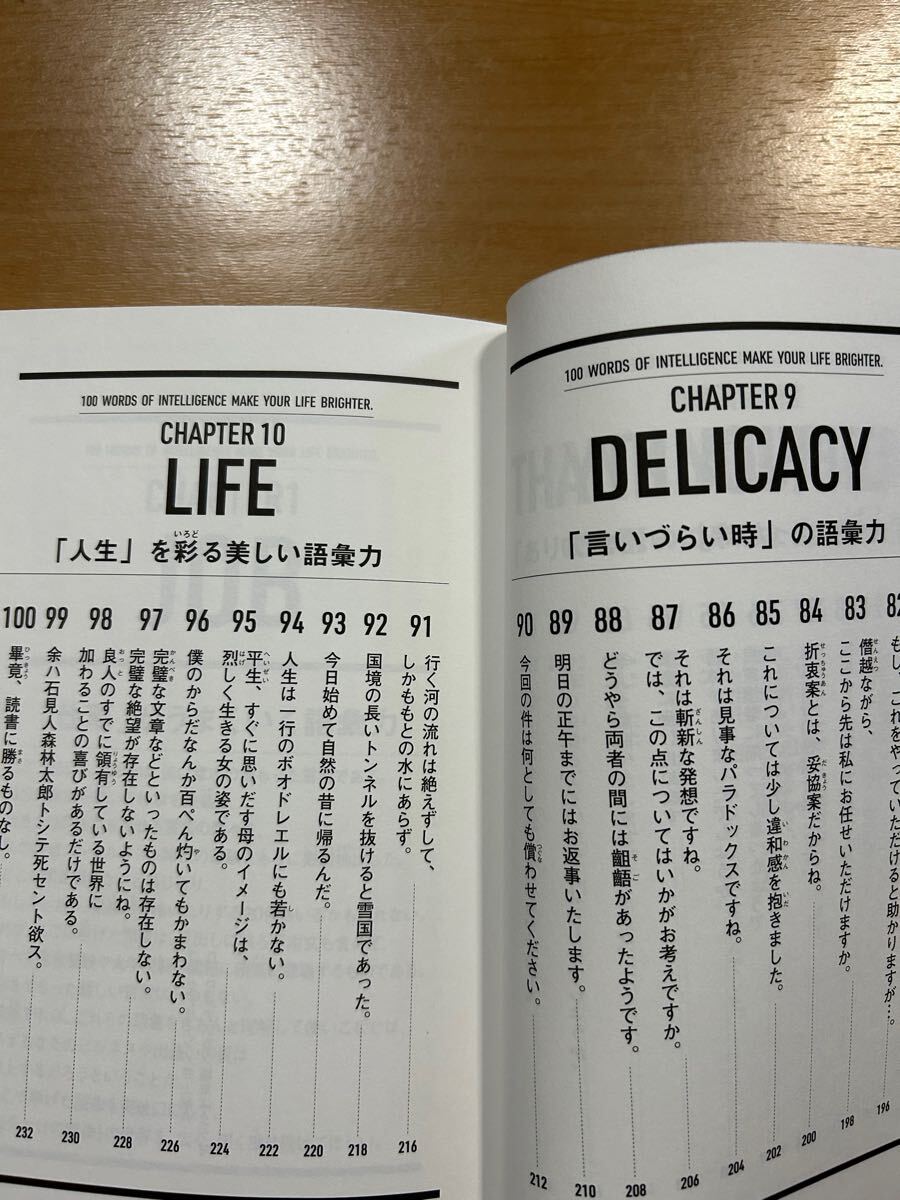 100 WORDS OF INTELLIGENCE MAKE YOUR LIFE BRIGHTER.
CHAPTER 9
DELICACY
「言いづらい時」の語彙力
82
もし、これをやっていただけると助かりますが…。
196
83
僭越ながら、
ここから先は私にお任せいただけますか。
198
84
折衷案とは、妥協案だからね。
200
85
これについては少し違和感を抱きました。
202
86
それは見事なパラドックスですね。
204
87
それは斬新な発想ですね。
では、この点についてはいかがお考えですか。
206
88
どうやら両者の間には齟齬があったようです。
208
89
明日の正午までにはお返事いたします。
210
90
今回の件は何としても償わせてください。
212
100 WORDS OF INTELLIGENCE MAKE YOUR LIFE BRIGHTER.
CHAPTER 10
LIFE
「人生」を彩る美しい語彙力
91
行く河の流れは絶えずして、
しかももとの水にあらず。
216
92
国境の長いトンネルを抜けると雪国であった。
218
93
今日始めて自然の昔に帰るんだ。
220
94
人生は一行のボオドレエルにも若かない。
222
95
平生、すぐに思いだす母のイメージは、
烈しく生きる女の姿である。
224
96
僕のからだなんか百ぺん灼いてもかまわない。
226
97
完璧な文章などといったものは存在しない。
完璧な絶望が存在しないようにね。
228
98
良人のすでに領有している世界に
加わることの喜びがあるだけである。
230
99
余ハ石見人森林太郎トシテ死セント欲ス。
232
100
畢竟、読書に勝るものなし。